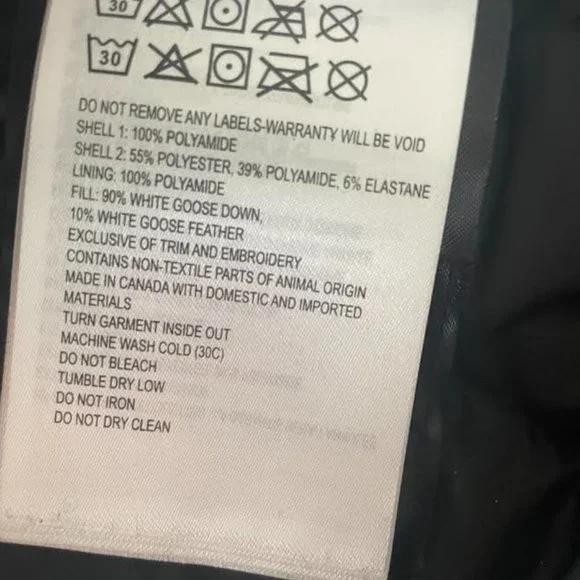 30
30
DO NOT REMOVE ANY LABELS-WARRANTY WILL BE VOID
SHELL 1: 100% POLYAMIDE
SHELL 2: 55% POLYESTER, 39% POLYAMIDE, 6% ELASTANE
LINING: 100% POLYAMIDE
FILL: 90% WHITE GOOSE DOWN,
10% WHITE GOOSE FEATHER
EXCLUSIVE OF TRIM AND EMBROIDERY
CONTAINS NON-TEXTILE PARTS OF ANIMAL ORIGIN
MADE IN CANADA WITH DOMESTIC AND IMPORTED
MATERIALS
TURN GARMENT INSIDE OUT
MACHINE WASH COLD (30C)
DO NOT BLEACH
TUMBLE DRY LOW
DO NOT IRON
DO NOT DRY CLEAN